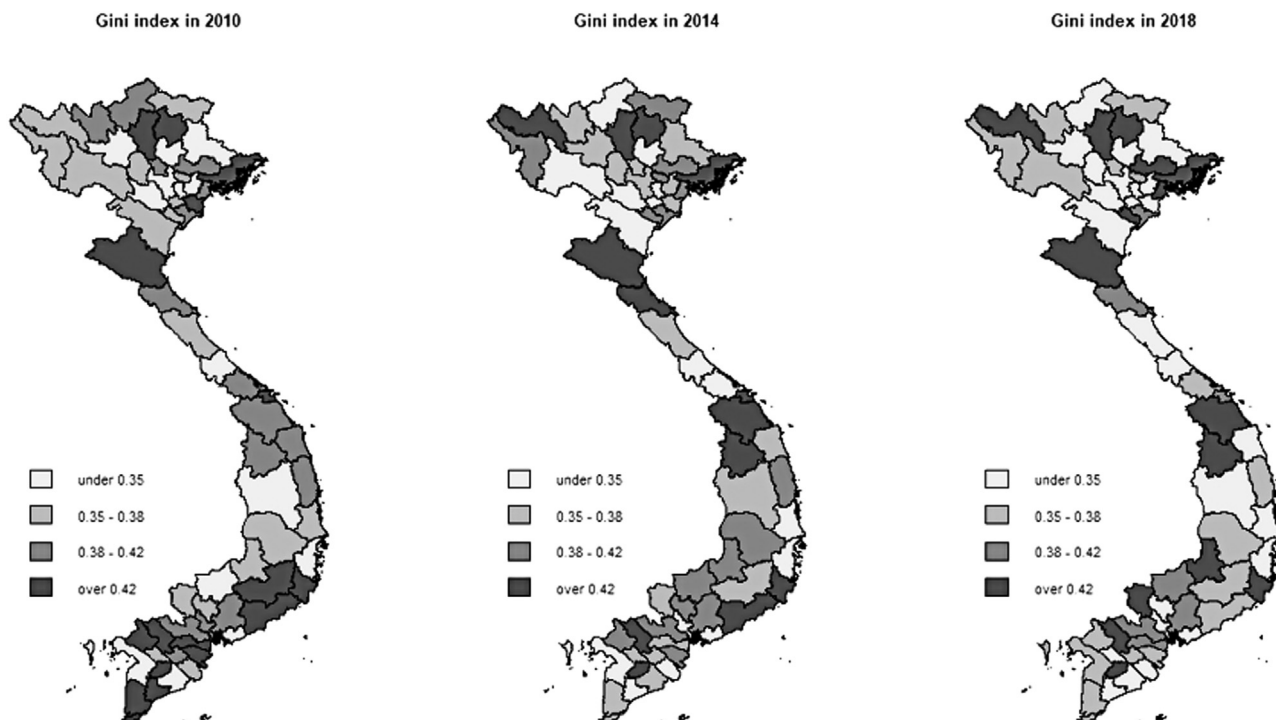 Gini index in 2010
under 0.35
0.35 - 0.38
0.38 - 0.42
over 0.42
Gini index in 2014
under 0.35
0.35 - 0.38
0.38 - 0.42
over 0.42
Gini index in 2018
under 0.35
0.35 - 0.38
0.38 - 0.42
over 0.42